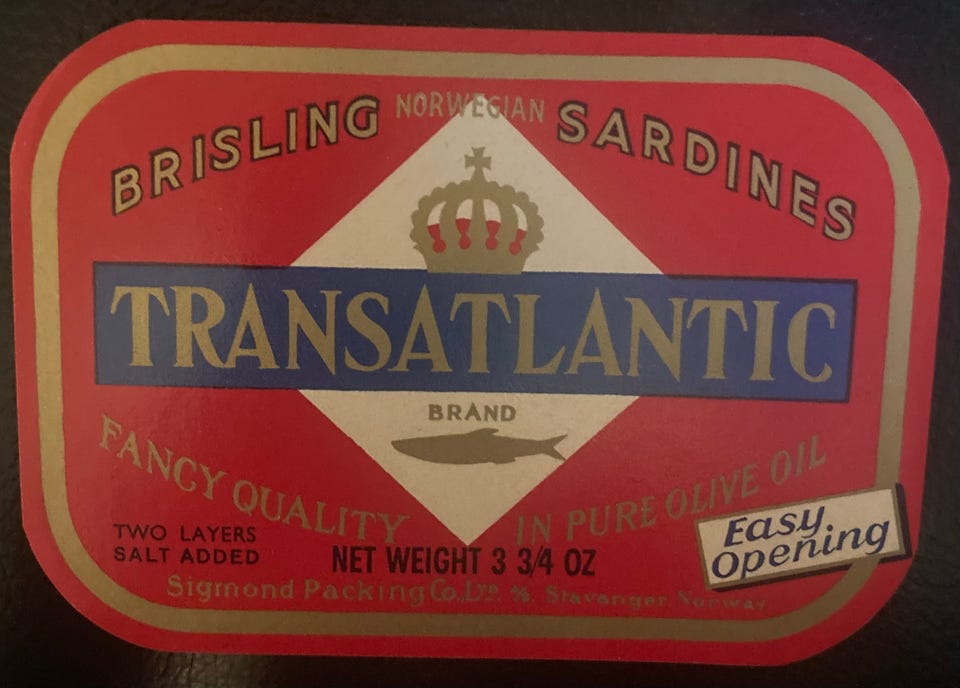 BRISLING NORWEGIAN SARDINES
TRANSATLANTIC
BRAND
FANCY QUALITY IN PURE OLIVE OIL
TWO LAYERS
SALT ADDED
NET WEIGHT 3 3/4 OZ
Easy
Opening
Sigmond Packing Co., LTD. A/S. Stavanger, Norway